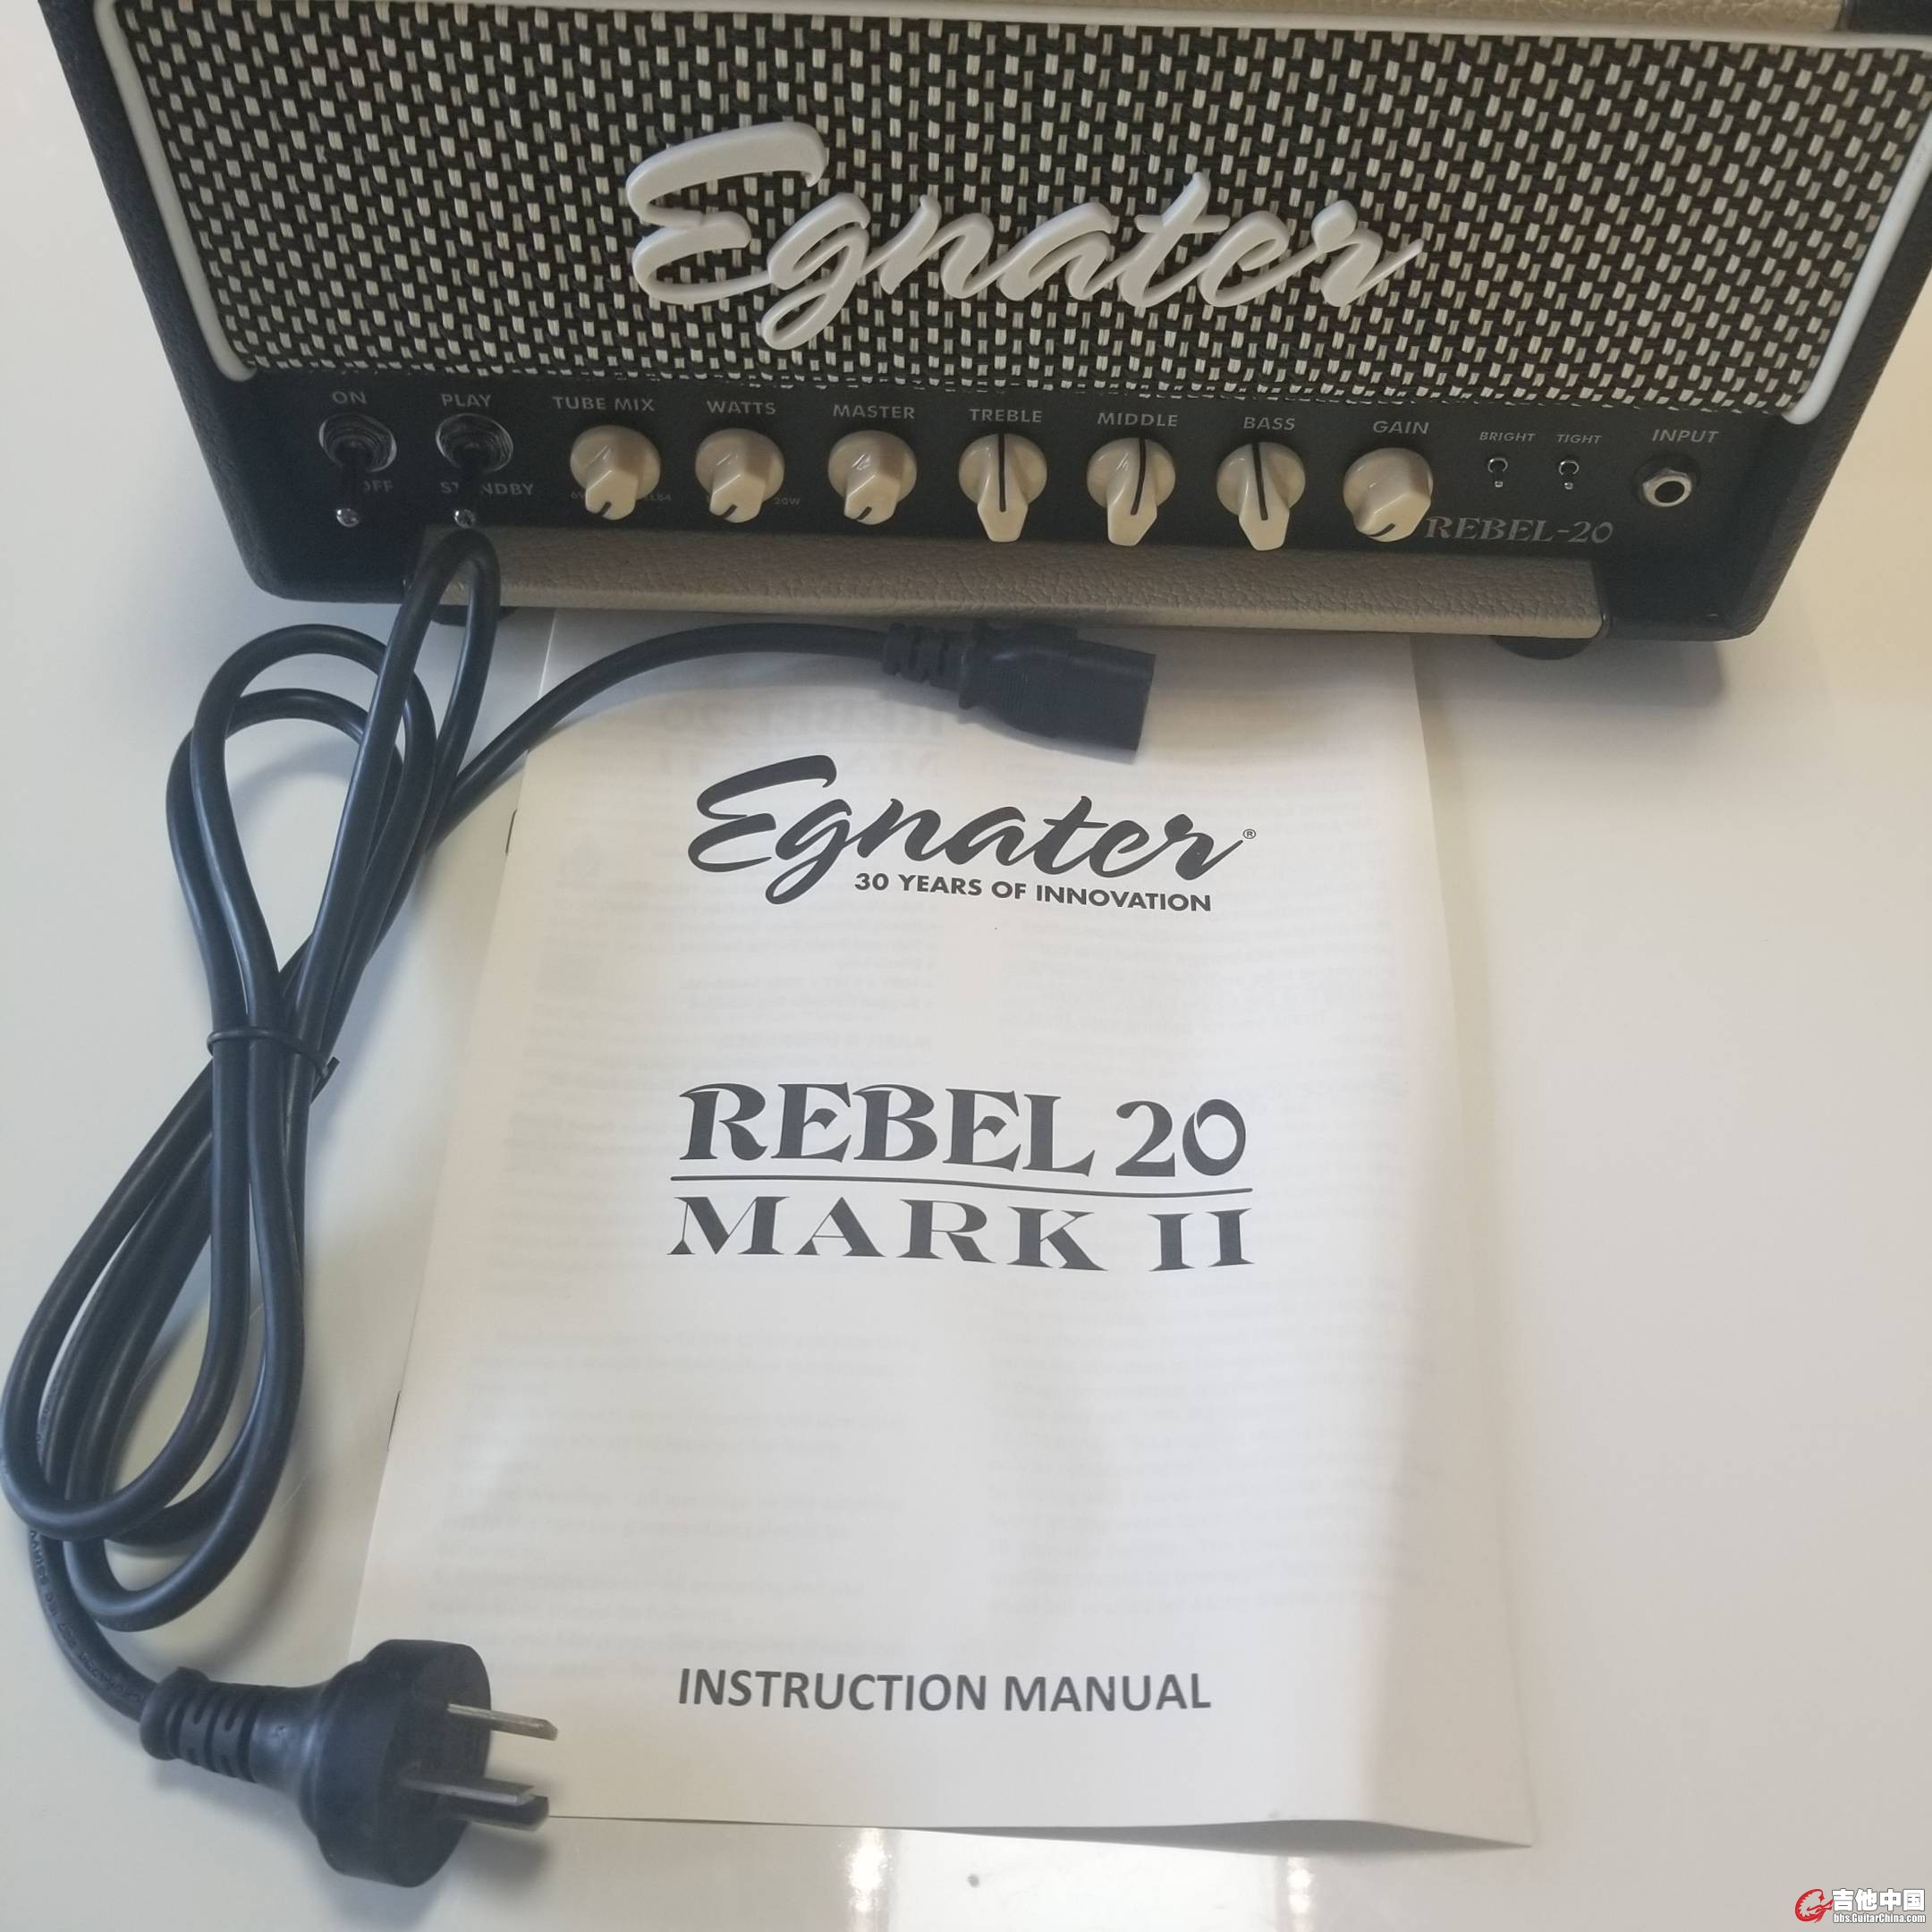 Egnater
ON PLAY TUBE MIX WATTS MASTER TREBLE MIDDLE BASS GAIN BRIGHT TIGHT INPUT
20W
REBEL-20
Egnater®
30 YEARS OF INNOVATION
REBEL 20
MARK II
INSTRUCTION MANUAL
吉他中国
bbs.GuitarChina.com